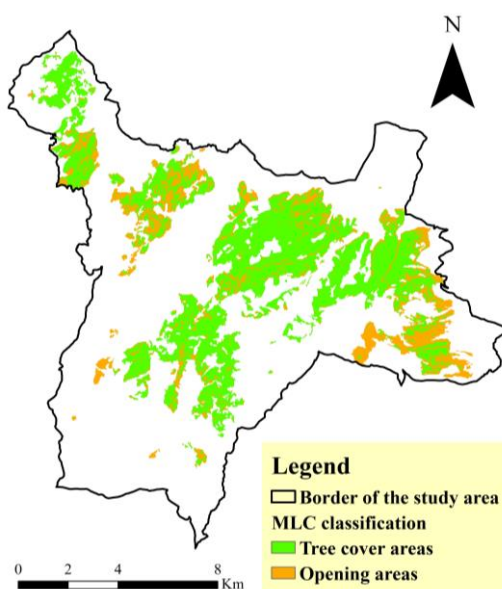 N
Legend
Border of the study area
MLC classification
Tree cover areas
Opening areas
0 2 4 8
Km